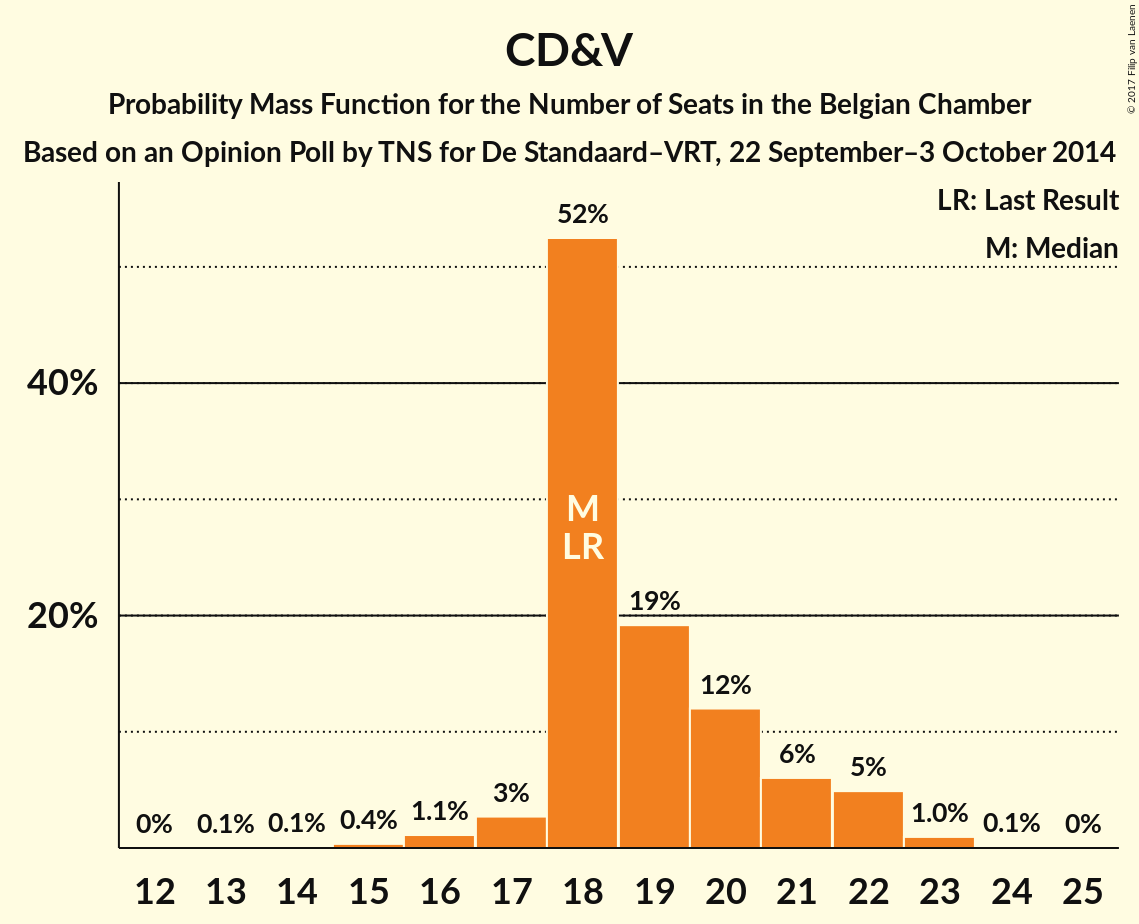 CD&V
Probability Mass Function for the Number of Seats in the Belgian Chamber
Based on an Opinion Poll by TNS for De Standaard–VRT, 22 September–3 October 2014
© 2017 Filip van Laenen
LR: Last Result
M: Median
52%
40%
M
LR
19%
20%
12%
6%
5%
3%
1.1%
1.0%
0.4%
0% 0.1% 0.1% 0.1% 0%
12 13 14 15 16 17 18 19 20 21 22 23 24 25